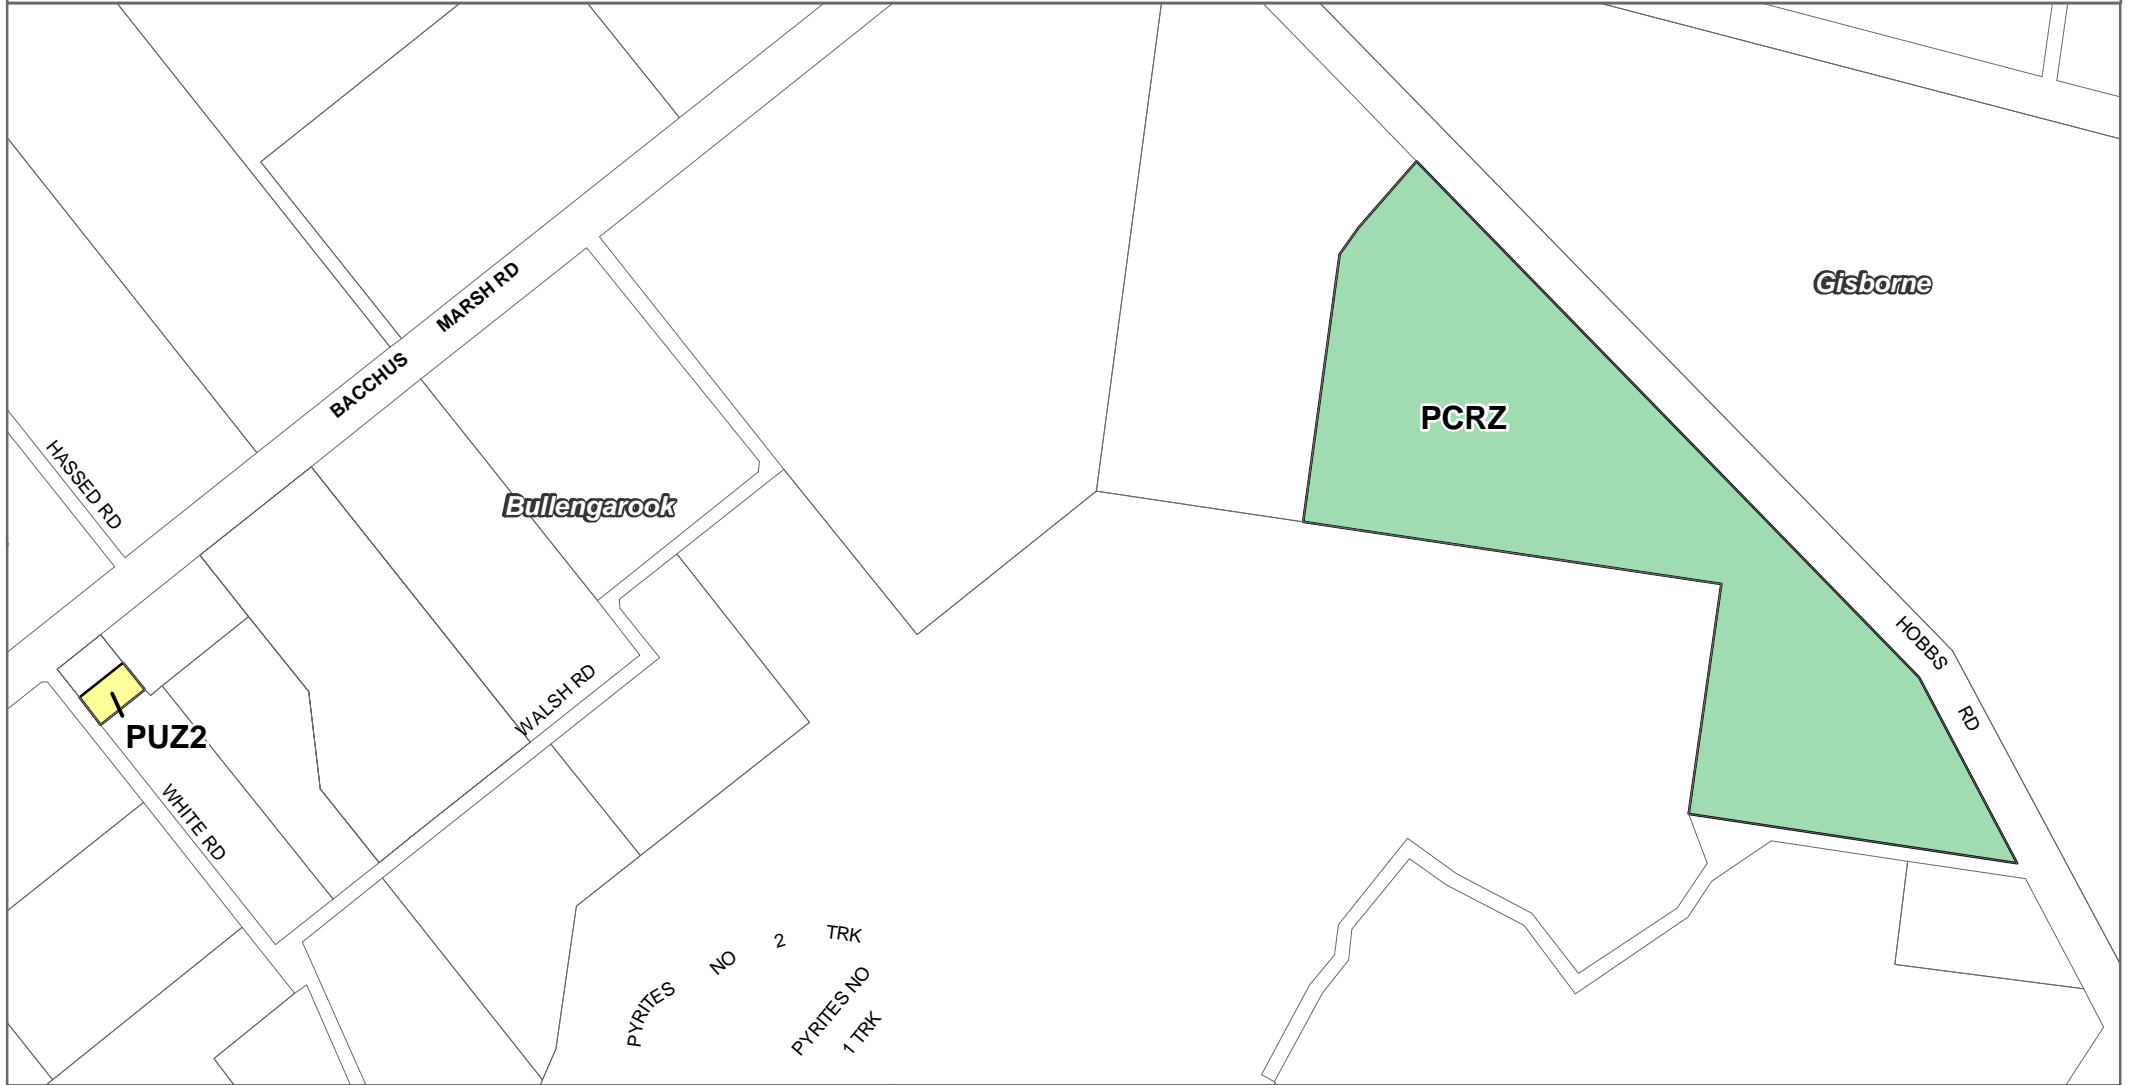 Gisborne
MARSH RD
BACCHUS
PCRZ
HASSED RD
Bullengarook
HOBBS
RD
WALSH RD
PUZ2
WHITE RD
PYRITES NO 2 TRK
PYRITES NO
1 TRK